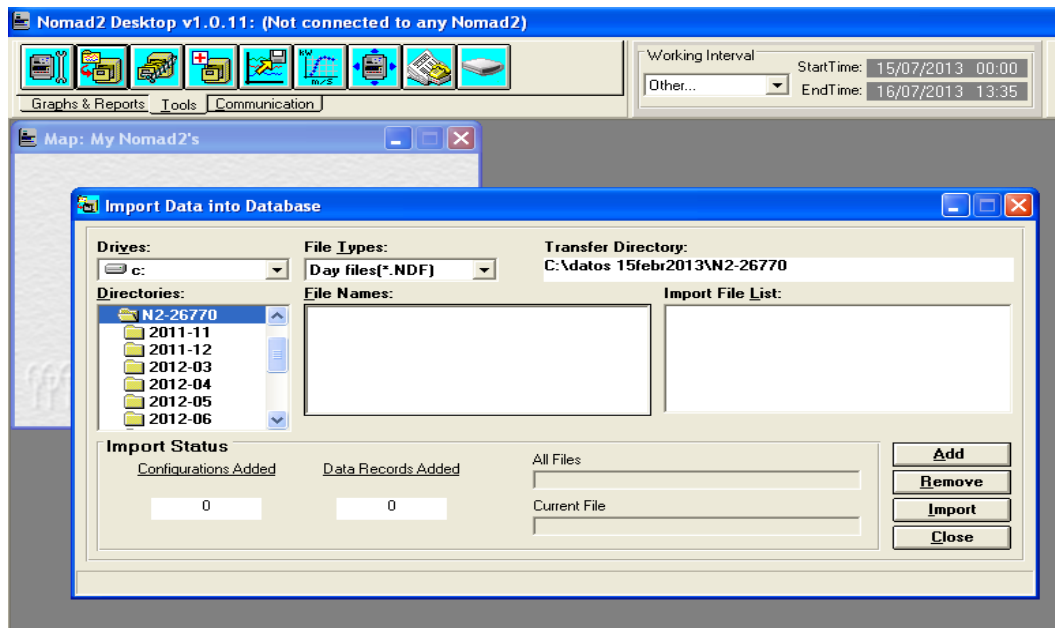 Nomad2 Desktop v1.0.11: (Not connected to any Nomad2)
KW
m/s
Graphs & Reports Tools Communication
Working Interval
Other...
StartTime: 15/07/2013 00:00
EndTime: 16/07/2013 13:35
Map: My Nomad2's
Import Data into Database
Drives:
c:
File Types:
Day files(*.NDF)
Transfer Directory:
C:\datos 15febr2013\N2-26770
Directories:
N2-26770
2011-11
2011-12
2012-03
2012-04
2012-05
2012-06
File Names:
Import File List:
Import Status
Configurations Added
0
Data Records Added
0
All Files
Current File
Add
Remove
Import
Close